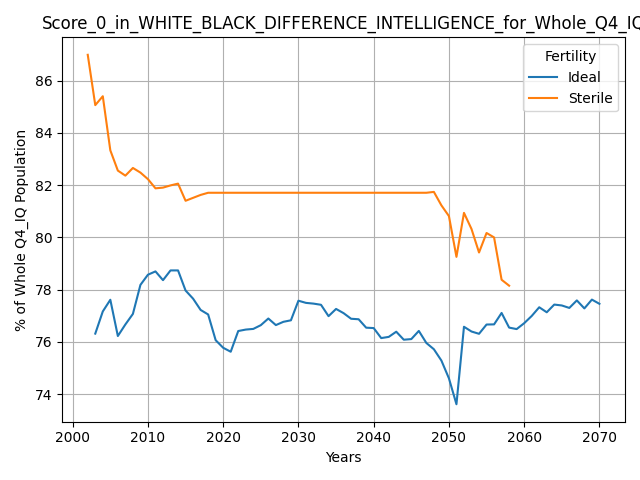 Score_0_in_WHITE_BLACK_DIFFERENCE_INTELLIGENCE_for_Whole_Q4_IQ
Fertility
Ideal
Sterile
86
84
82
80
78
76
74
% of Whole Q4_IQ Population
2000 2010 2020 2030 2040 2050 2060 2070
Years